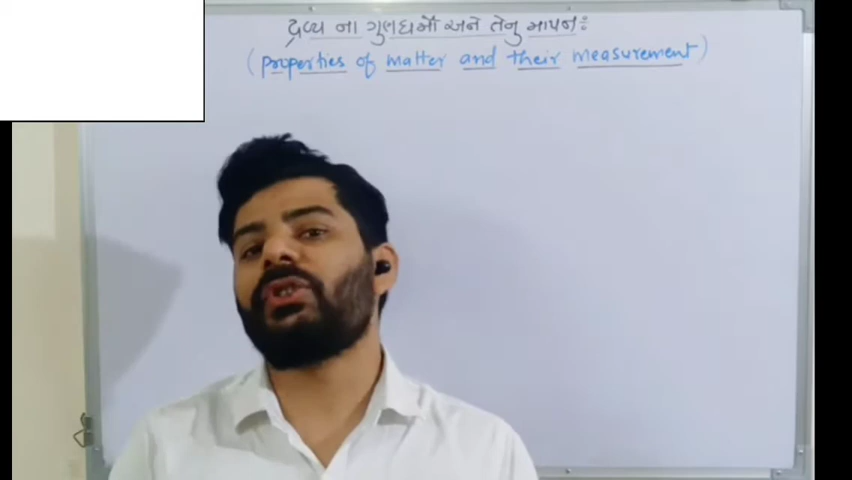 દ્રવ્ય ના ગુણધર્મો અને તેનુ માપન :
(properties of matter and their measurement)